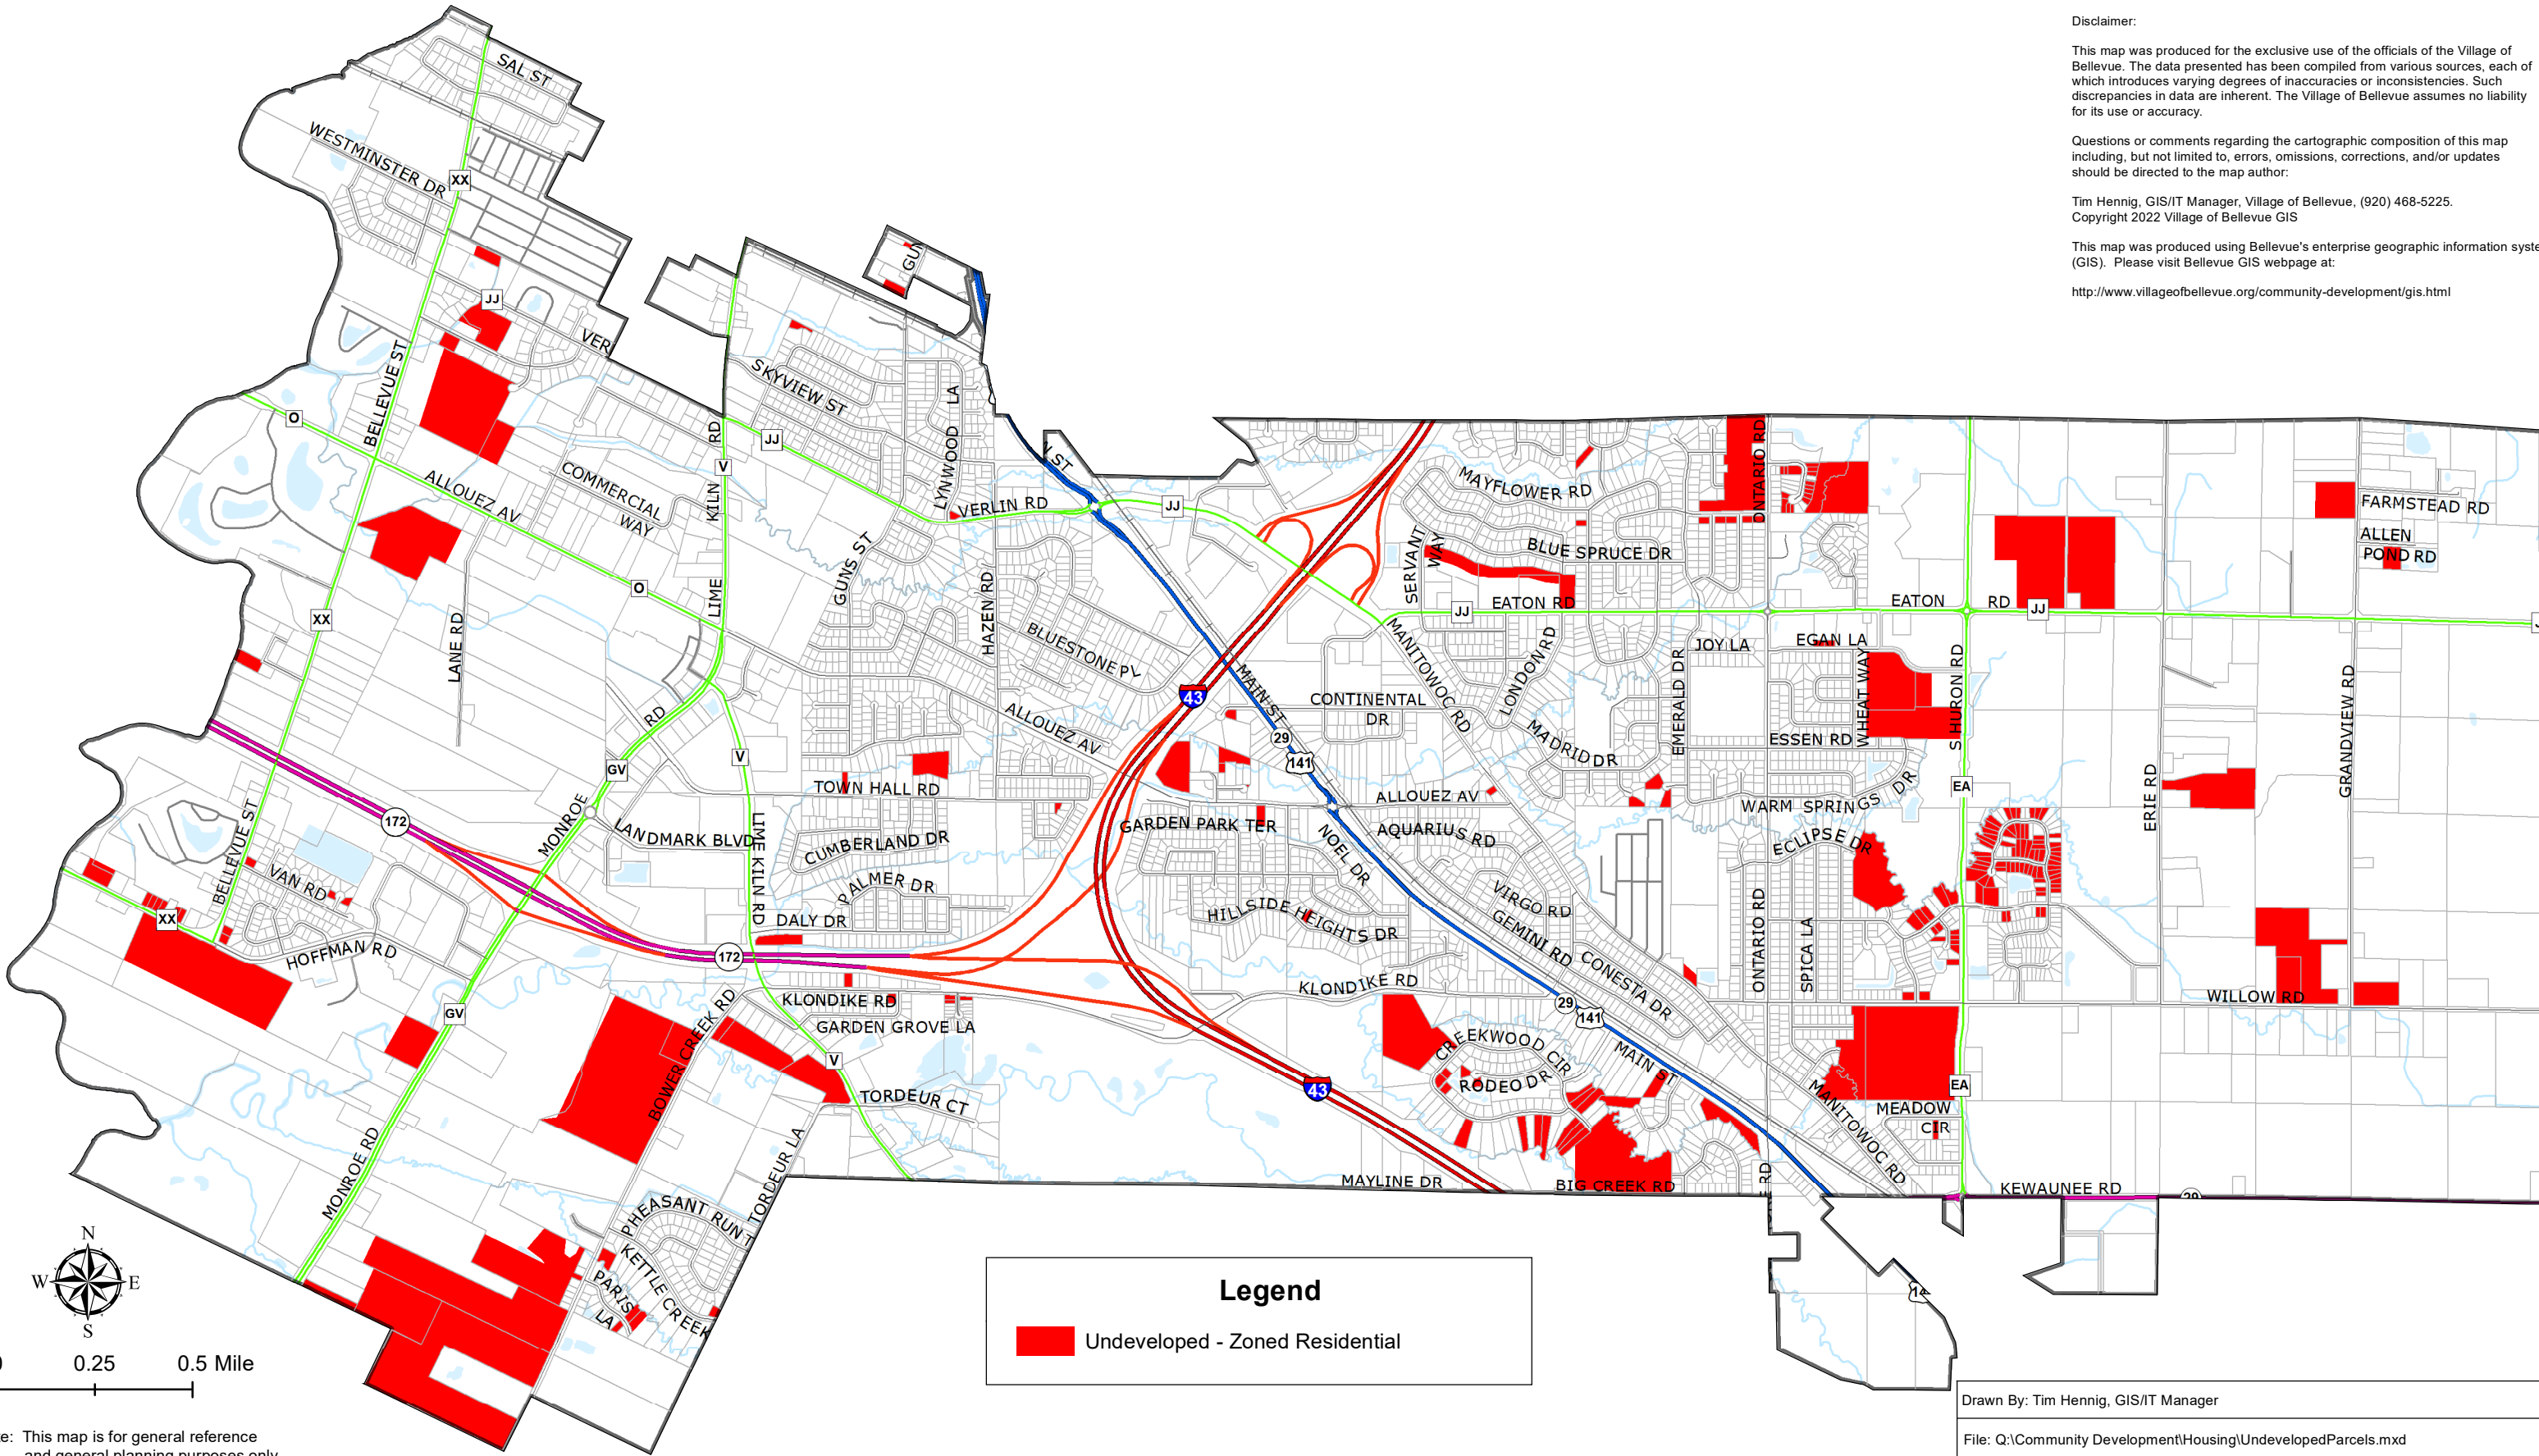 Disclaimer:
This map was produced for the exclusive use of the officials of the Village of
Bellevue. The data presented has been compiled from various sources, each of
which introduces varying degrees of inaccuracies or inconsistencies. Such
discrepancies in data are inherent. The Village of Bellevue assumes no liability
for its use or accuracy.
Questions or comments regarding the cartographic composition of this map
including, but not limited to, errors, omissions, corrections, and/or updates
should be directed to the map author:
Tim Hennig, GIS/IT Manager, Village of Bellevue, (920) 468-5225.
Copyright 2022 Village of Bellevue GIS
This map was produced using Bellevue's enterprise geographic information syste
(GIS). Please visit Bellevue GIS webpage at:
http://www.villageofbellevue.org/community-development/gis.html
SAL ST
WESTMINSTER DR
XX
JJ
VER
GUN
BELLEVUE ST
O
ALLOUEZ AV
COMMERCIAL
WAY
KILN RD
V
JJ
SKYVIEW ST
LYNWOOD LA
N ST
VERLIN RD
JJ
MAYFLOWER RD
ONTARIO RD
FARMSTEAD RD
ALLEN
POND RD
SERVANT
WAY
BLUE SPRUCE DR
GUNS ST
HAZEN RD
LIME
O
XX
LANE RD
EATON RD
JJ
EATON RD
JJ
J
BLUESTONE PL
MANITOWOC RD
LONDON RD
JOY LA
EGAN LA
EMERALD DR
WHEAT WAY
S HURON RD
GRANDVIEW RD
43
MAIN ST
CONTINENTAL
DR
ALLOUEZ AV
29
141
MADRID DR
ESSEN RD
RD
GV
V
EA
ERIE RD
TOWN HALL RD
ALLOUEZ AV
WARM SPRINGS DR
172
BELLEVUE ST
MONROE
LANDMARK BLVD
LIME KILN RD
CUMBERLAND DR
GARDEN PARK TER
NOEL DR
AQUARIUS RD
ECLIPSE DR
VAN RD
PALMER DR
VIRGO RD
XX
DALY DR
HILLSIDE HEIGHTS DR
GEMINI RD
ONTARIO RD
SPICA LA
HOFFMAN RD
172
CONESTA DR
KLONDIKE RD
KLONDIKE RD
29
141
WILLOW RD
GV
BOWER CREEK RD
GARDEN GROVE LA
V
CREEKWOOD CIR
MAIN ST
RODEO DR
43
EA
TORDEUR CT
MANITOWOC RD
MEADOW
CIR
MONROE RD
TORDEUR LA
MAYLINE DR
BIG CREEK RD
E RD
KEWAUNEE RD
29
PHEASANT RUN T
KETTLE CREEK
PARIS
LA
14
N
W
E
S
0
0.25
0.5 Mile
Legend
Undeveloped - Zoned Residential
te: This map is for general reference
and general planning purposes only
Drawn By: Tim Hennig, GIS/IT Manager
File: Q:\Community Development\Housing\UndevelopedParcels.mxd